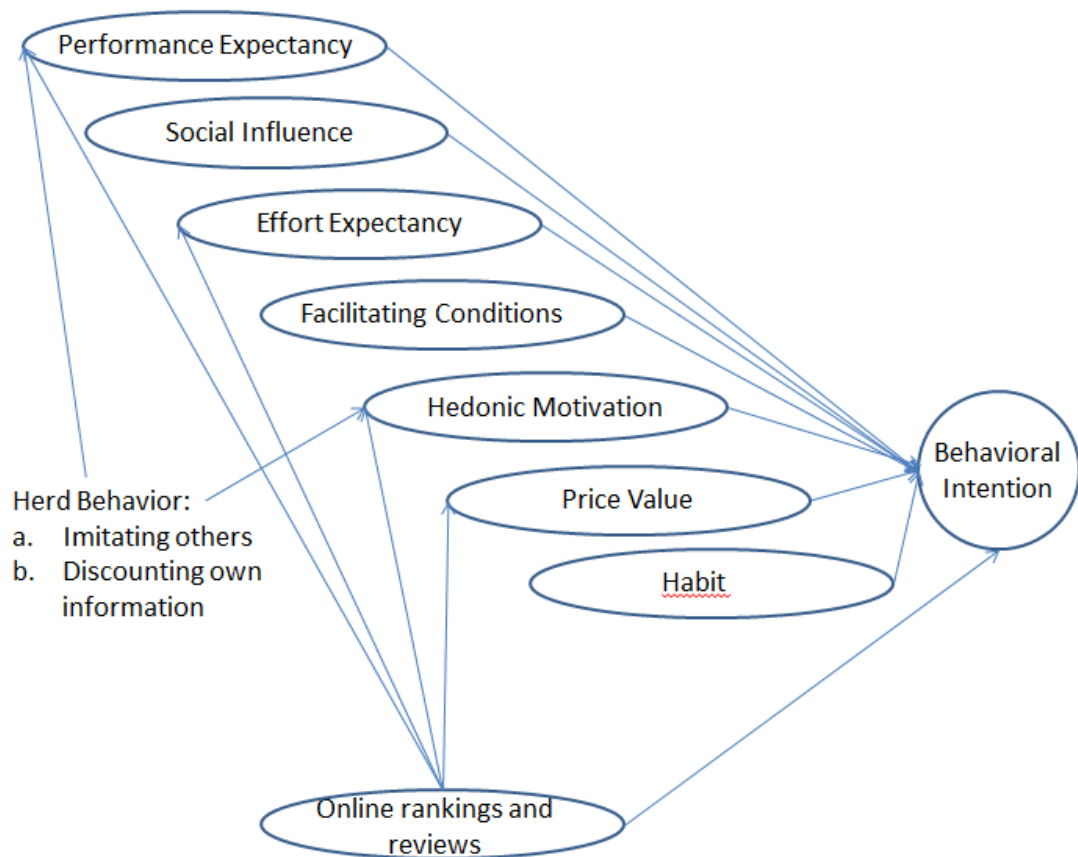 Performance Expectancy
Social Influence
Effort Expectancy
Facilitating Conditions
Hedonic Motivation
Behavioral
Intention
Price Value
Herd Behavior:
a. Imitating others
b. Discounting own
information
Habit
Online rankings and
reviews